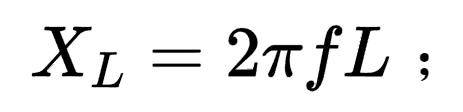 X_L = 2πfL ;